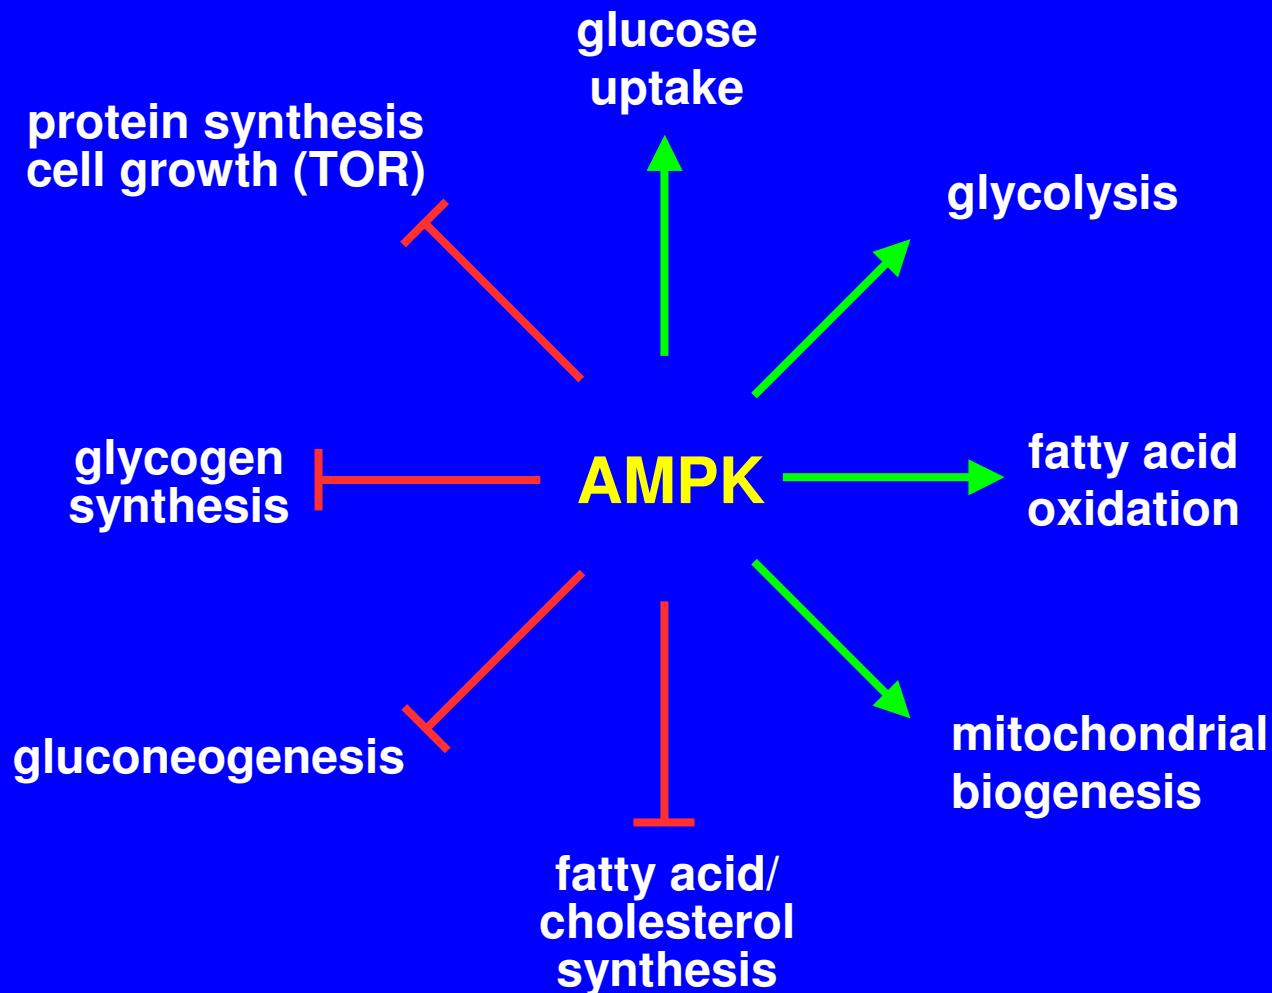 glucose
uptake
protein synthesis
cell growth (TOR)
glycolysis
glycogen
synthesis
AMPK
fatty acid
oxidation
gluconeogenesis
mitochondrial
biogenesis
fatty acid/
cholesterol
synthesis